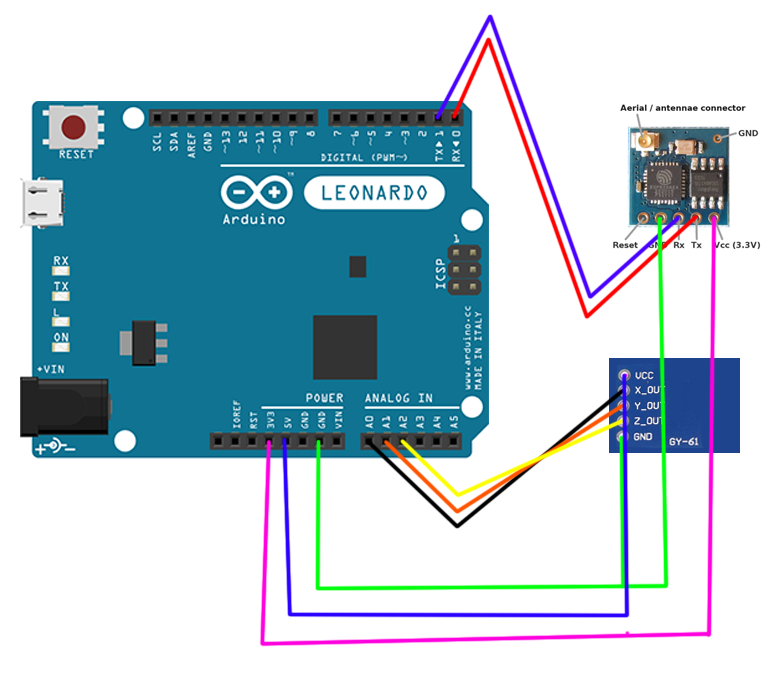 Aerial / antennae connector
GND
Reset GND Rx Tx Vcc (3.3V)
RESET
SCL SDA AREF GND ~13 12 ~11 ~10 ~9 8 7 ~6 ~5 4 ~3 2 TX▶1 RX◀0
DIGITAL (PWM~)
™
LEONARDO
Arduino
1
ICSP
RX
TX
L
ON
www.arduino.cc
MADE IN ITALY
+VIN
POWER
ANALOG IN
IOREF RST 3V3 5V GND GND VIN A0 A1 A2 A3 A4 A5
VCC
X_OUT
Y_OUT
Z_OUT
GND
GY-61